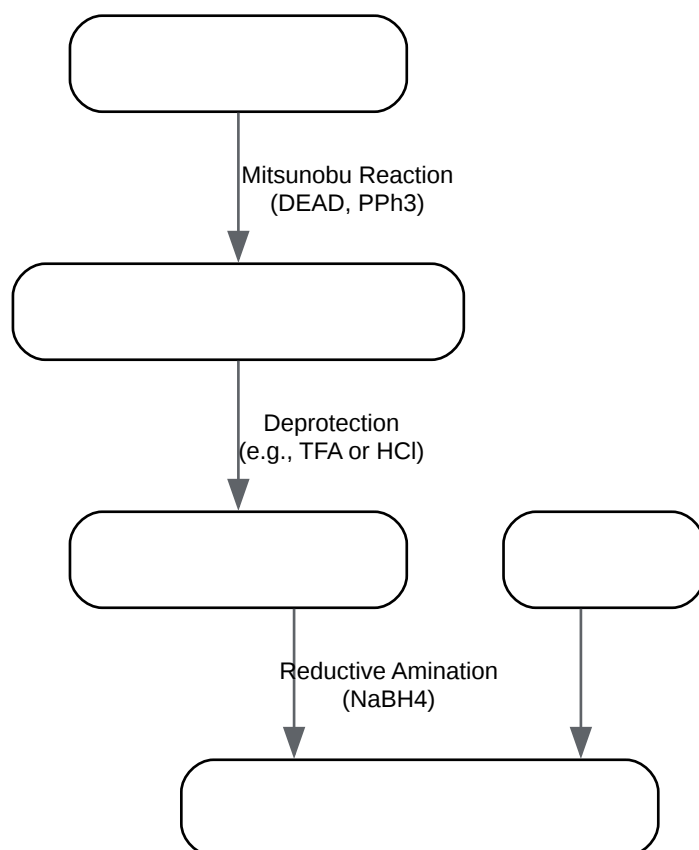 Mitsunobu Reaction
(DEAD, PPh3)
Deprotection
(e.g., TFA or HCl)
Reductive Amination
(NaBH4)